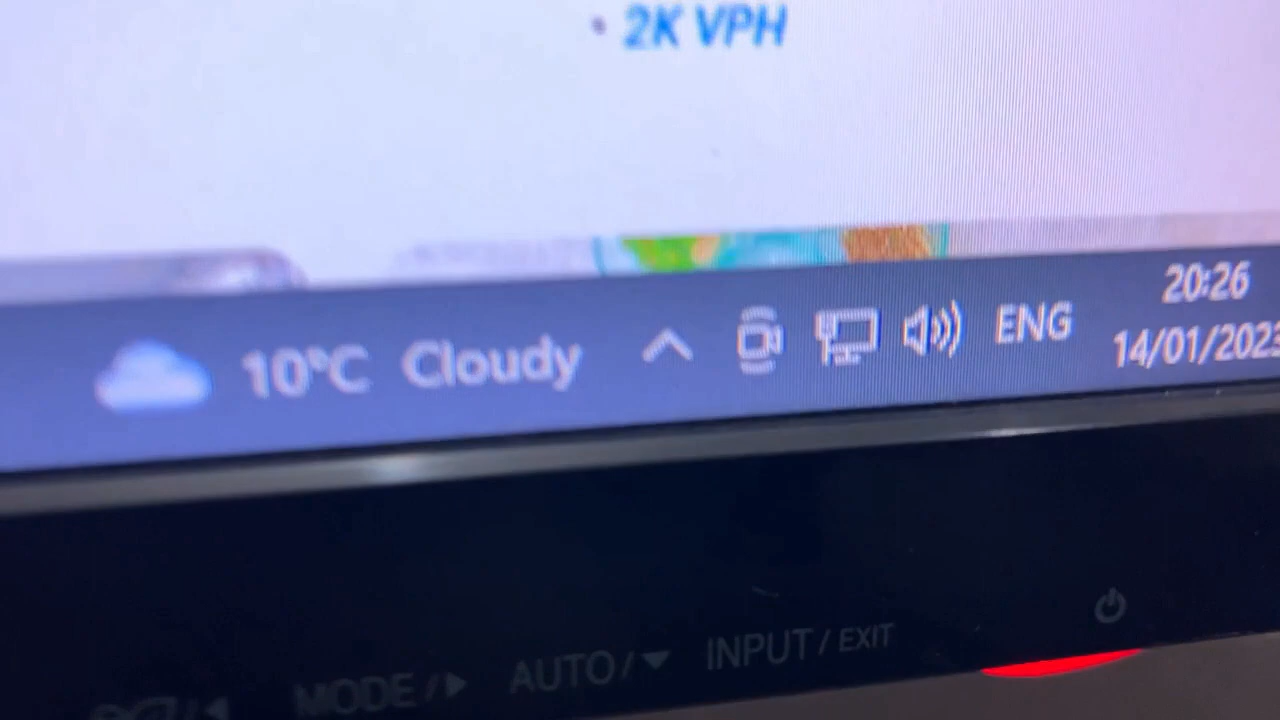 • 2K VPH
10°C Cloudy
ENG
20:26
14/01/2023
MODE /▶
AUTO/▼
INPUT / EXIT